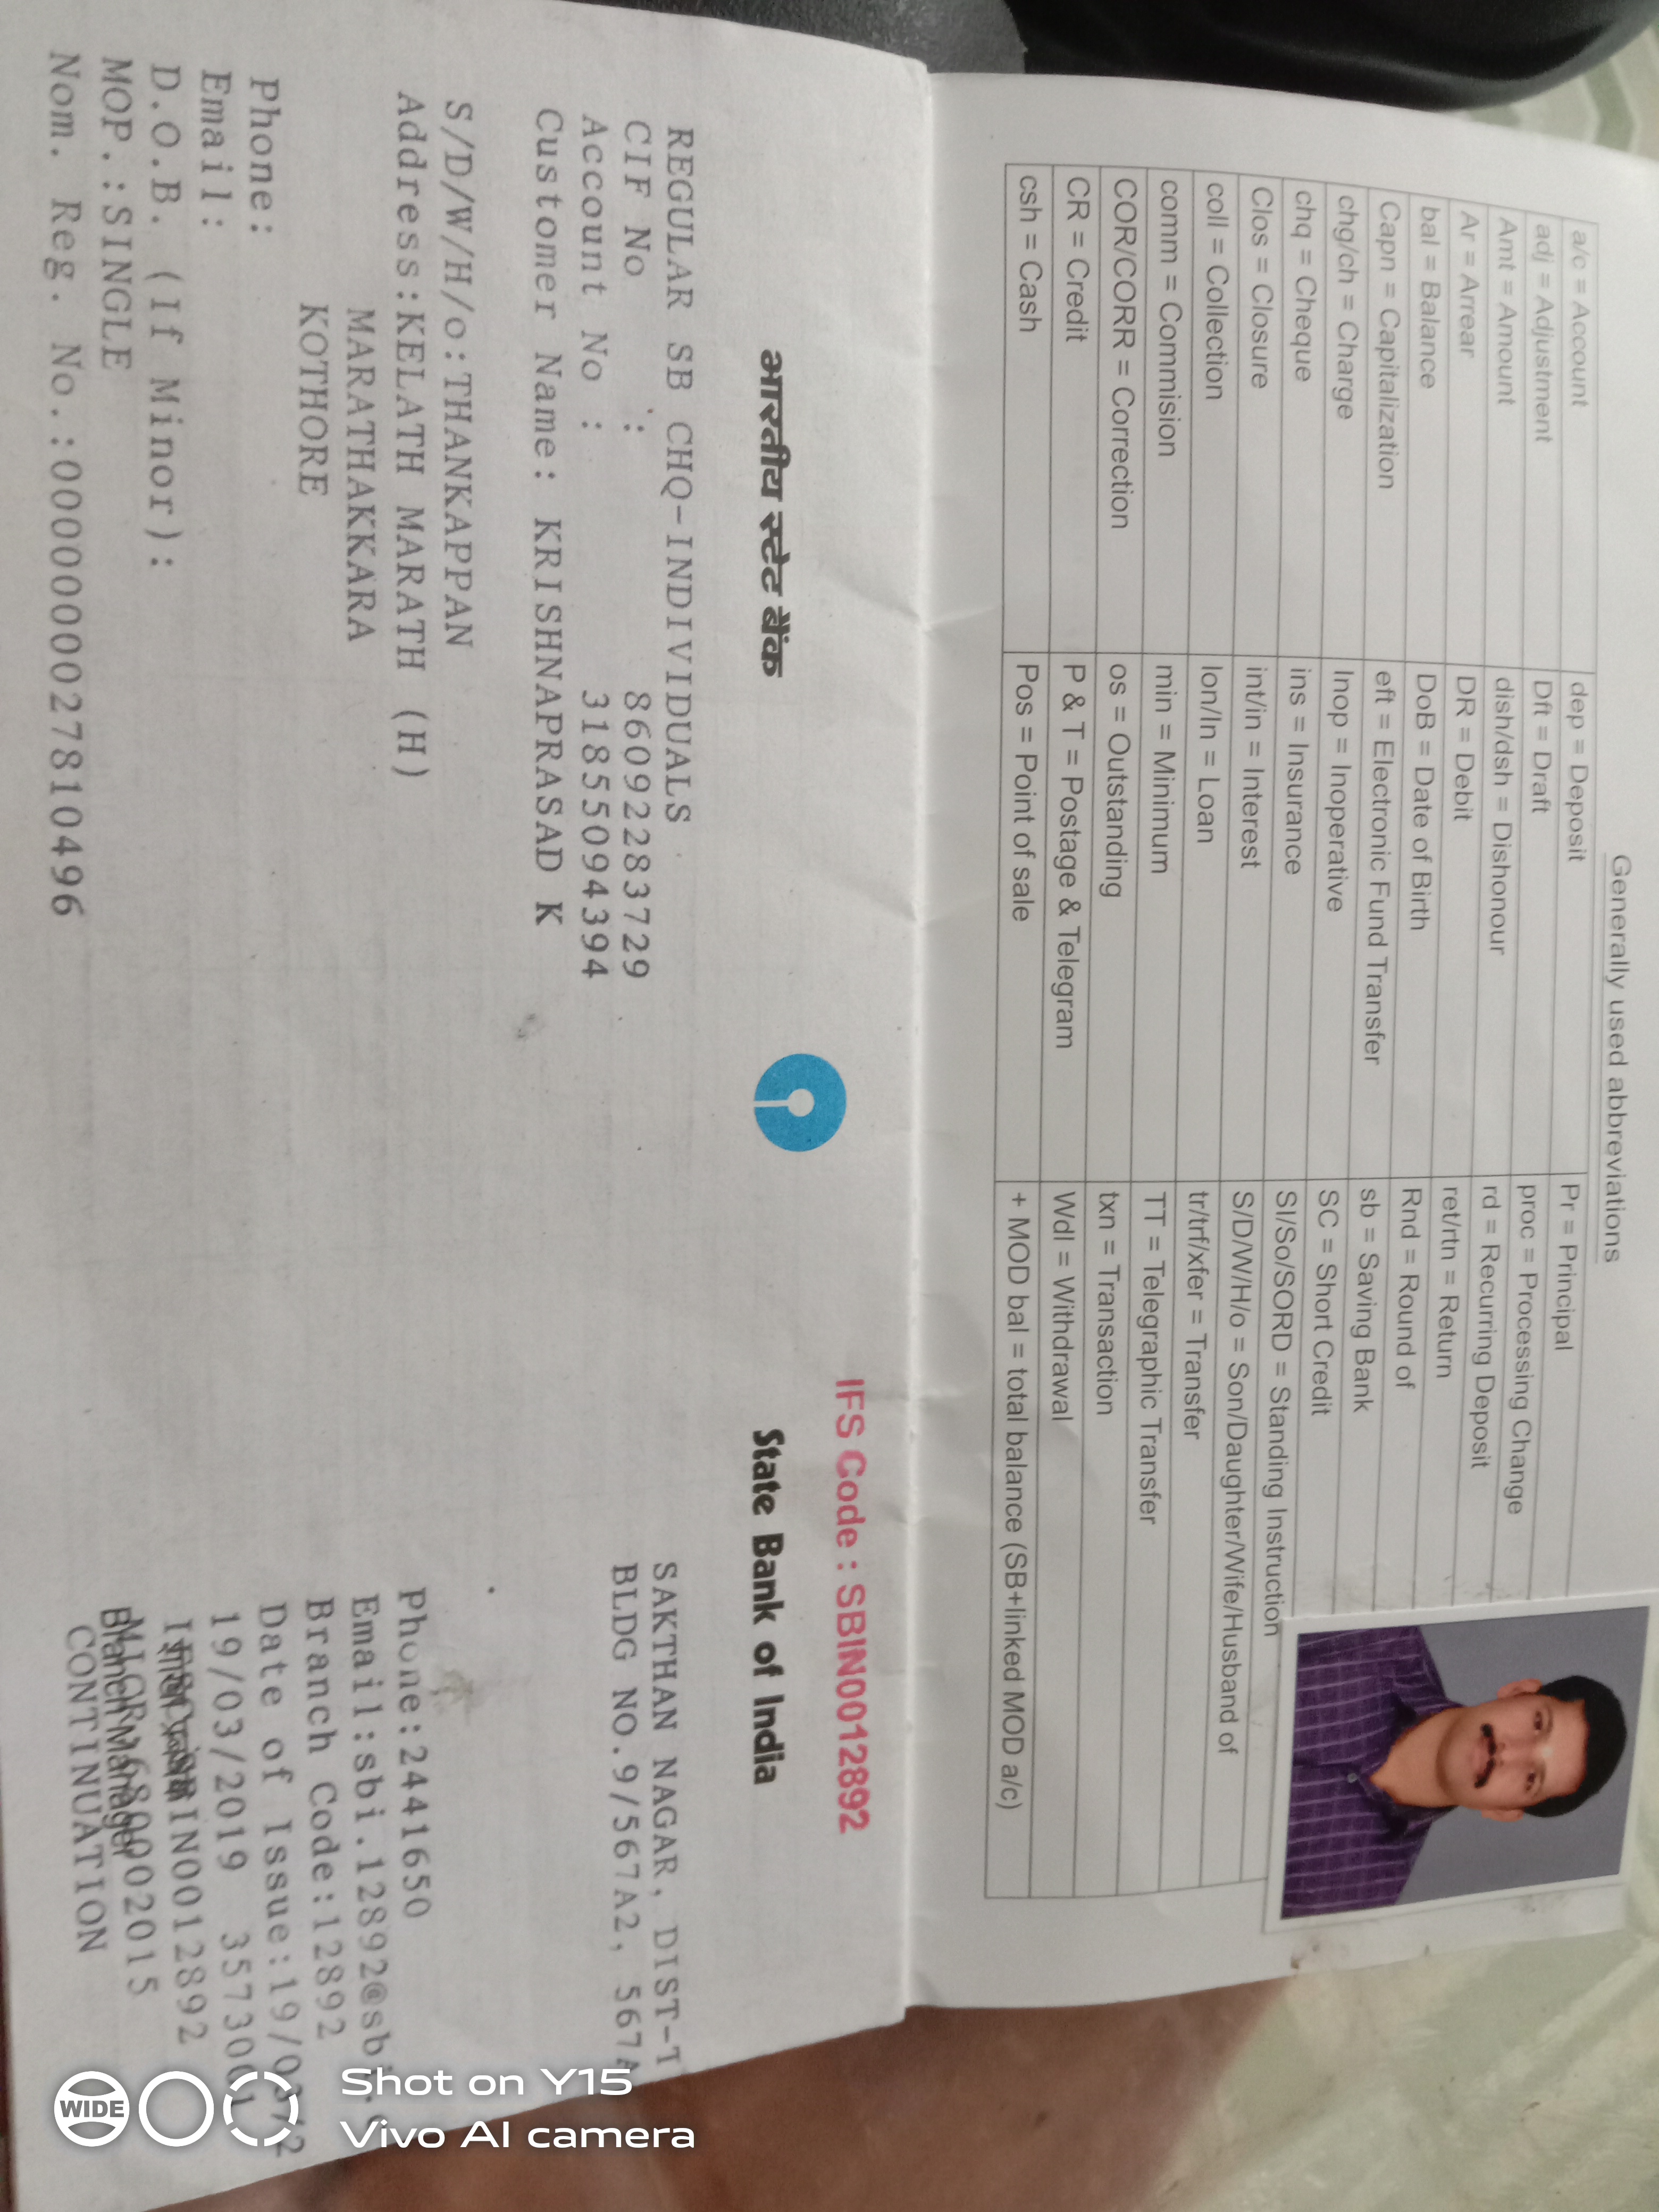 Generally used abbreviations
a/c = Account dep = Deposit Pr = Principal
adj = Adjustment Dft = Draft proc = Processing Change
Amt = Amount dish/dsh = Dishonour rd = Recurring Deposit
Ar = Arrear DR = Debit ret/rtn = Return
bal = Balance DoB = Date of Birth Rnd = Round of
Capn = Capitalization eft = Electronic Fund Transfer sb = Saving Bank
chg/ch = Charge Inop = Inoperative SC = Short Credit
chq = Cheque ins = Insurance SI/So/SORD = Standing Instruction
Clos = Closure int/in = Interest S/D/W/H/o = Son/Daughter/Wife/Husband of
coll = Collection lon/ln = Loan tr/trf/xfer = Transfer
comm = Commision min = Minimum TT = Telegraphic Transfer
COR/CORR = Correction os = Outstanding txn = Transaction
CR = Credit P & T = Postage & Telegram Wdl = Withdrawal
csh = Cash Pos = Point of sale + MOD bal = total balance (SB+linked MOD a/c)
IFS Code : SBIN0012892
भारतीय स्टेट बैंक State Bank of India
REGULAR SB CHQ-INDIVIDUALS SAKTHAN NAGAR, DIST-T
CIF No : 86092283729 BLDG NO.9/567A2, 567A
Account No : 31855094394
Customer Name: KRISHNAPRASAD K
S/D/W/H/o:THANKAPPAN
Address:KELATH MARATH (H) Phone:2441650
MARATHAKKARA Email:sbi.12892@sb
KOTHORE Branch Code:12892
Phone: Date of Issue:19/03/2
Email: 19/03/2019 357300
D.O.B. (If Minor): IN0012892
MOP.:SINGLE MICR:680002015
Branch Manager
Nom. Reg. No.:0000000027810496 CONTINUATION
WIDE
Shot on Y15
Vivo AI camera